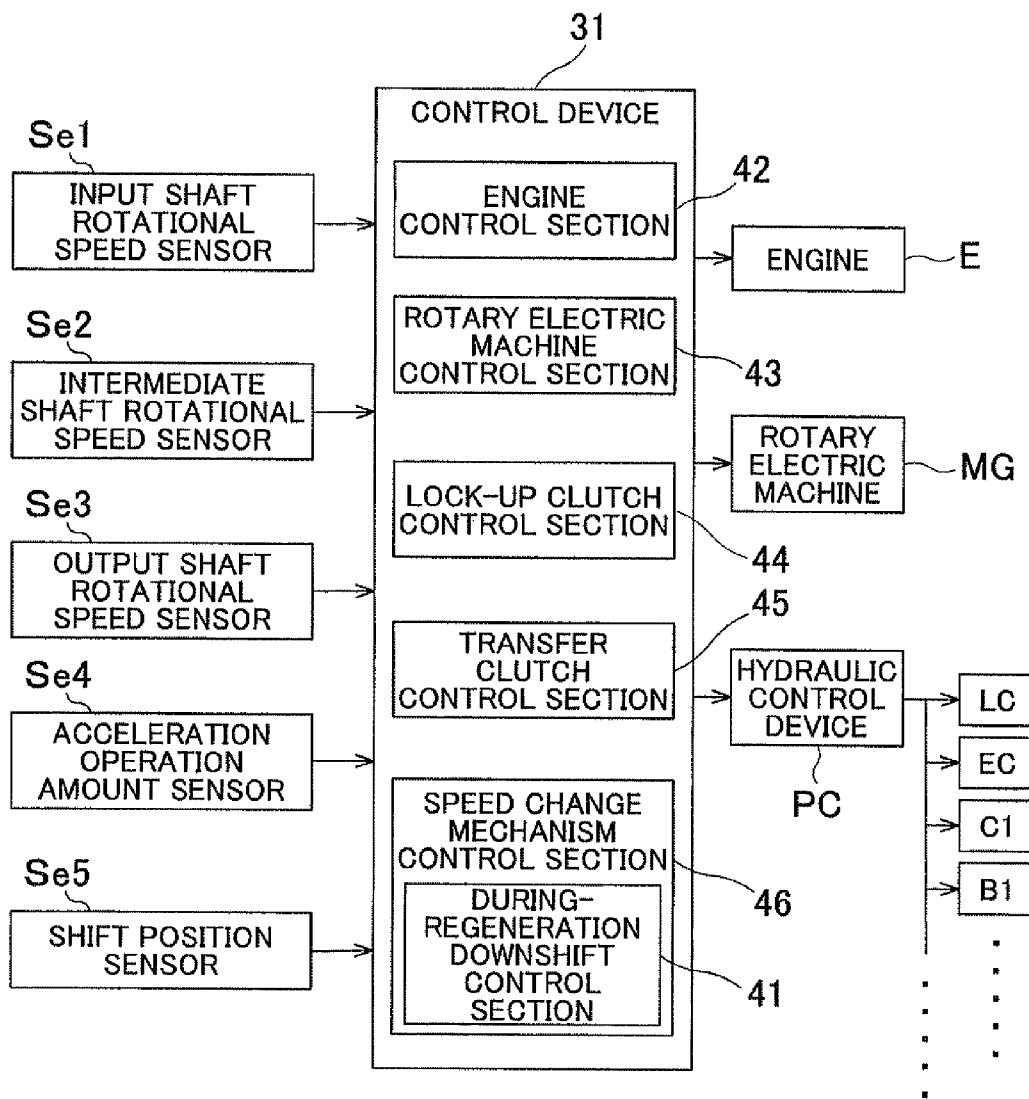 31
CONTROL DEVICE
Se1
INPUT SHAFT
ROTATIONAL
SPEED SENSOR
Se2
INTERMEDIATE
SHAFT ROTATIONAL
SPEED SENSOR
Se3
OUTPUT SHAFT
ROTATIONAL
SPEED SENSOR
Se4
ACCELERATION
OPERATION
AMOUNT SENSOR
Se5
SHIFT POSITION
SENSOR
ENGINE
CONTROL SECTION
42
ROTARY ELECTRIC
MACHINE
CONTROL SECTION
43
LOCK-UP CLUTCH
CONTROL SECTION
44
TRANSFER
CLUTCH
CONTROL SECTION
45
SPEED CHANGE
MECHANISM
CONTROL SECTION
46
DURING-
REGENERATION
DOWNSHIFT
CONTROL
SECTION
41
ENGINE
E
ROTARY
ELECTRIC
MACHINE
MG
HYDRAULIC
CONTROL
DEVICE
PC
LC
EC
C1
B1